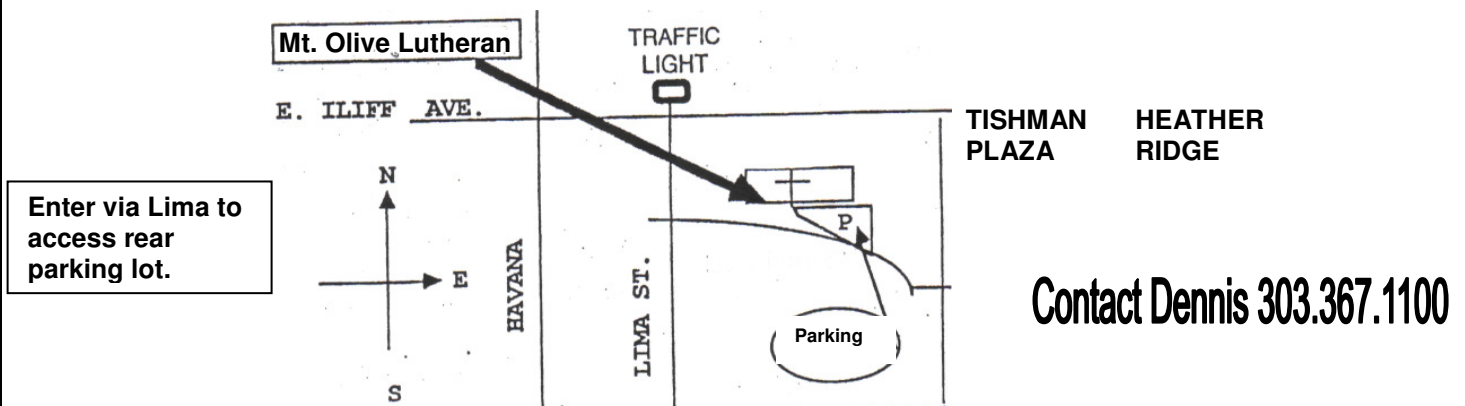 Mt. Olive Lutheran
TRAFFIC
LIGHT
E. ILIFF AVE.
TISHMAN HEATHER
PLAZA RIDGE
Enter via Lima to
access rear
parking lot.
N
E
S
HAVANA
LIMA ST.
P
Parking
Contact Dennis 303.367.1100